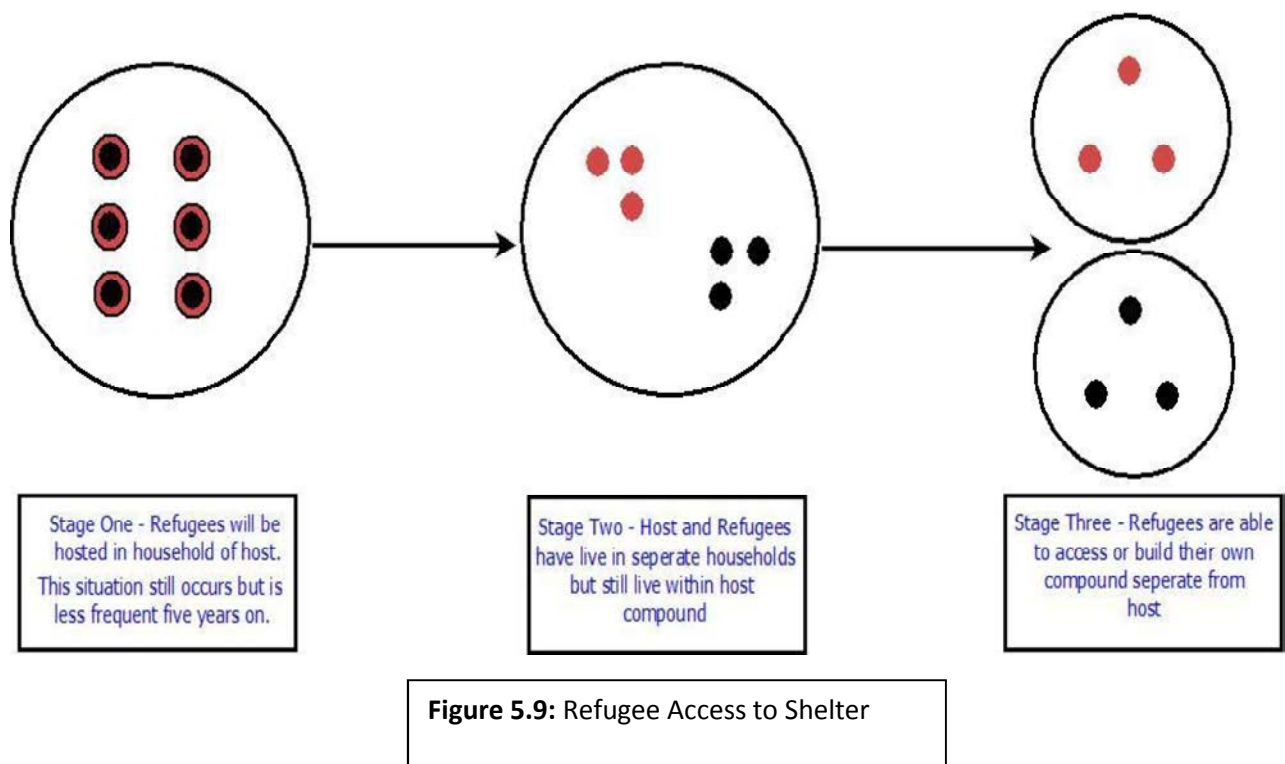 Stage One - Refugees will be
hosted in household of host.
This situation still occurs but is
less frequent five years on.
Stage Two - Host and Refugees
have live in seperate households
but still live within host
compound
Stage Three - Refugees are able
to access or build their own
compound seperate from
host
Figure 5.9: Refugee Access to Shelter